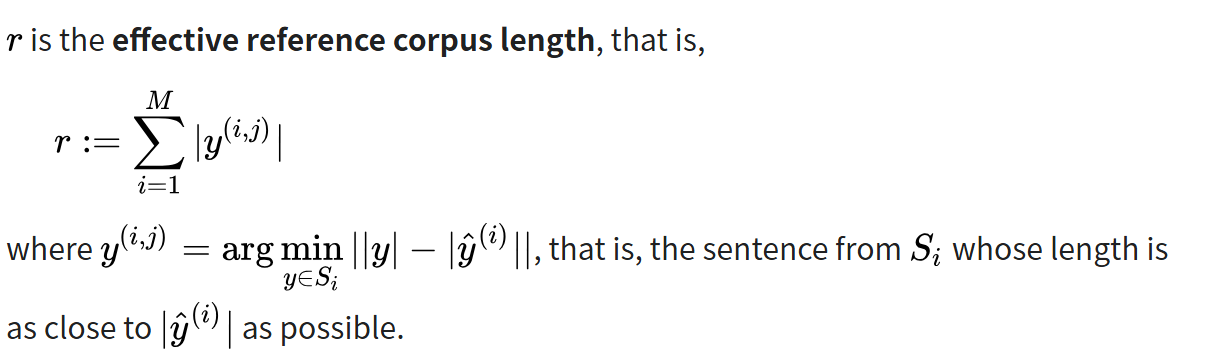 r is the effective reference corpus length, that is,
r := \sum_{i=1}^{M} |y^{(i,j)}|
where y^{(i,j)} = \arg\min_{y \in S_i} ||y| − |\hat{y}^{(i)}||, that is, the sentence from S_i whose length is
as close to |\hat{y}^{(i)}| as possible.